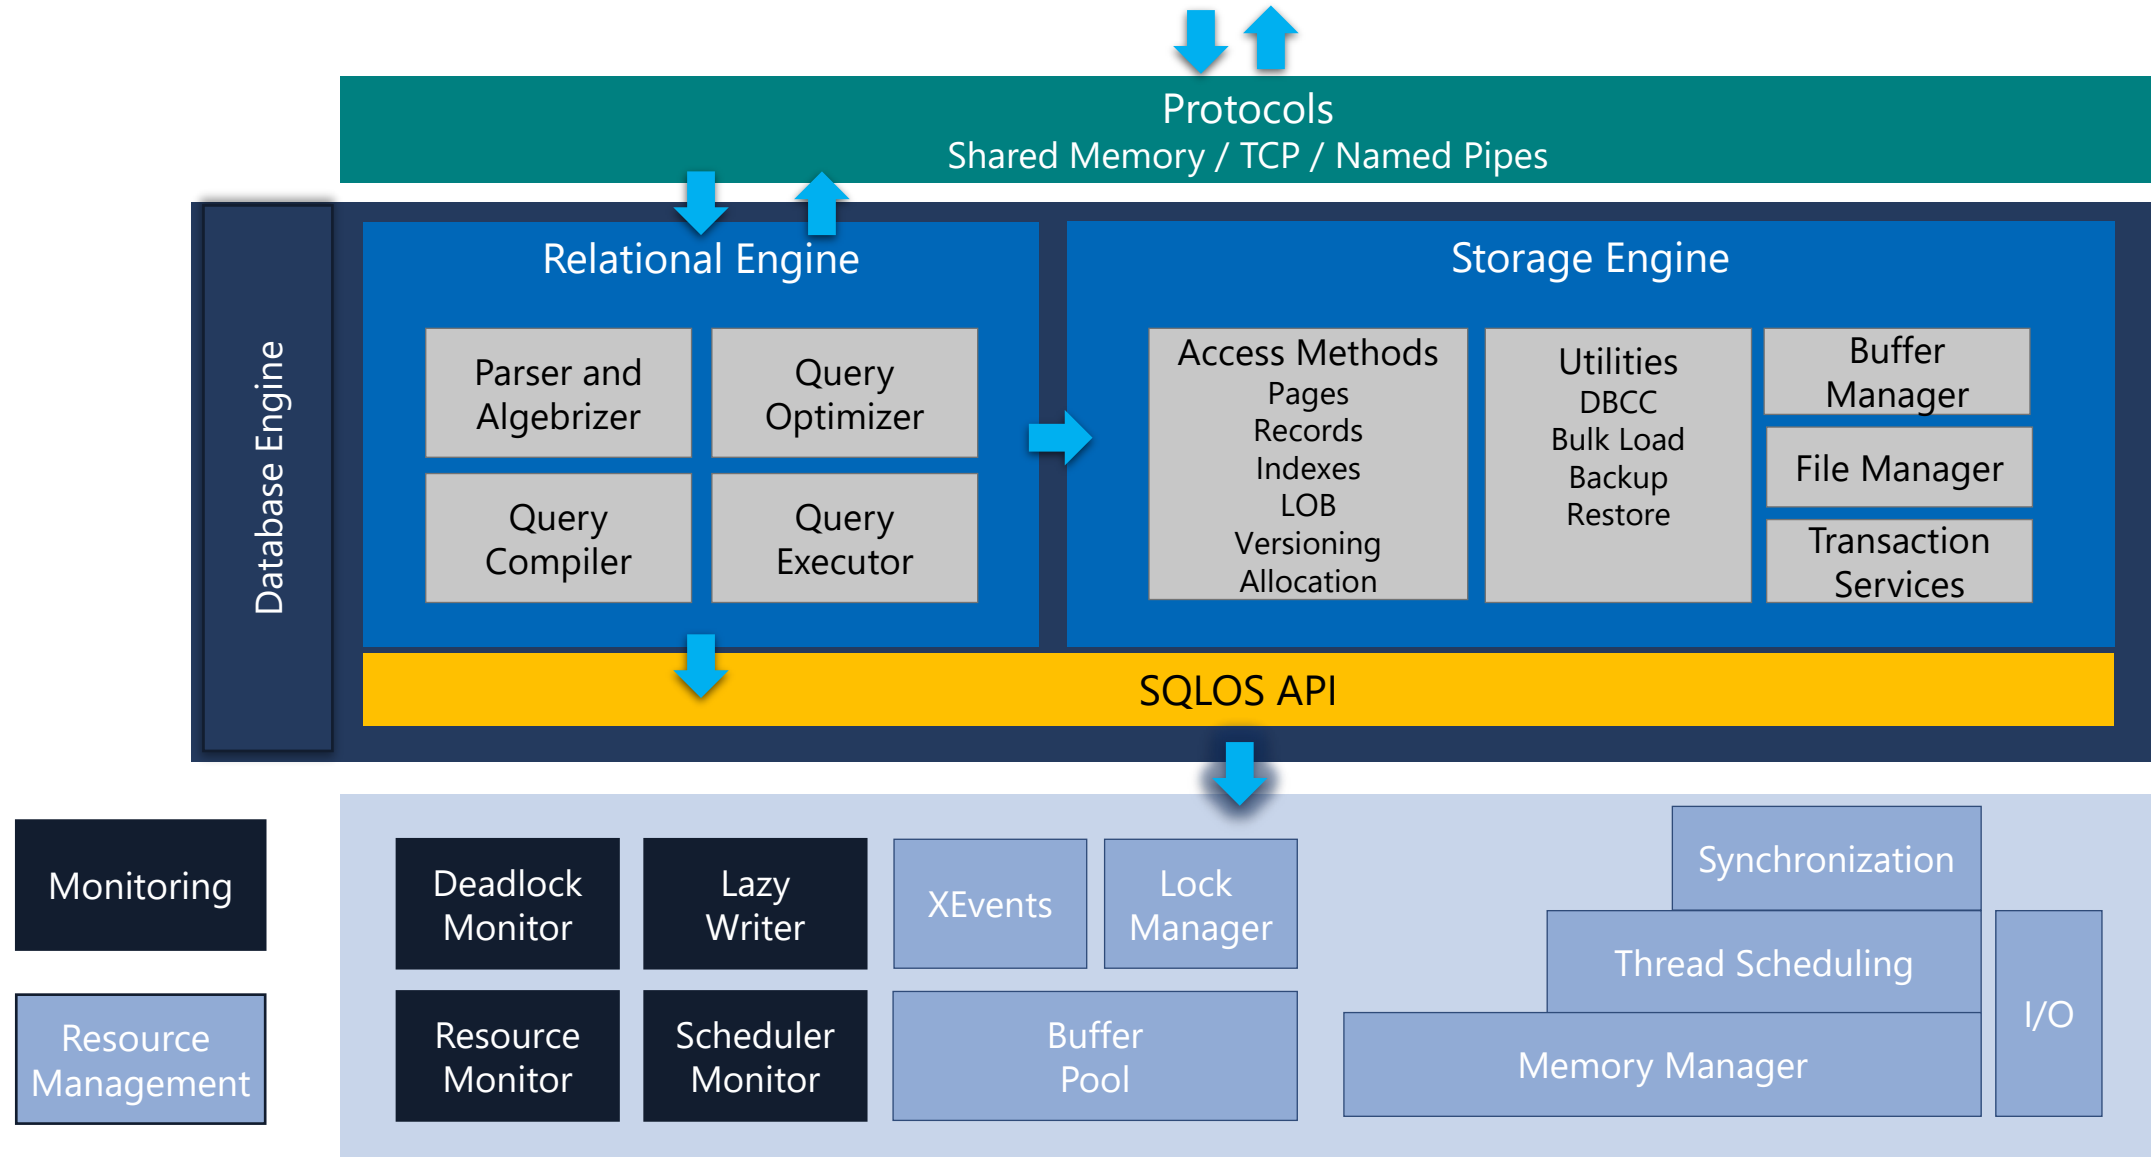 Protocols
Shared Memory / TCP / Named Pipes
Database Engine
Relational Engine
Parser and
Algebrizer
Query
Optimizer
Query
Compiler
Query
Executor
Storage Engine
Access Methods
Pages
Records
Indexes
LOB
Versioning
Allocation
Utilities
DBCC
Bulk Load
Backup
Restore
Buffer
Manager
File Manager
Transaction
Services
SQLOS API
Monitoring
Resource
Management
Deadlock
Monitor
Lazy
Writer
XEvents
Lock
Manager
Resource
Monitor
Scheduler
Monitor
Buffer
Pool
Synchronization
Thread Scheduling
Memory Manager
I/O